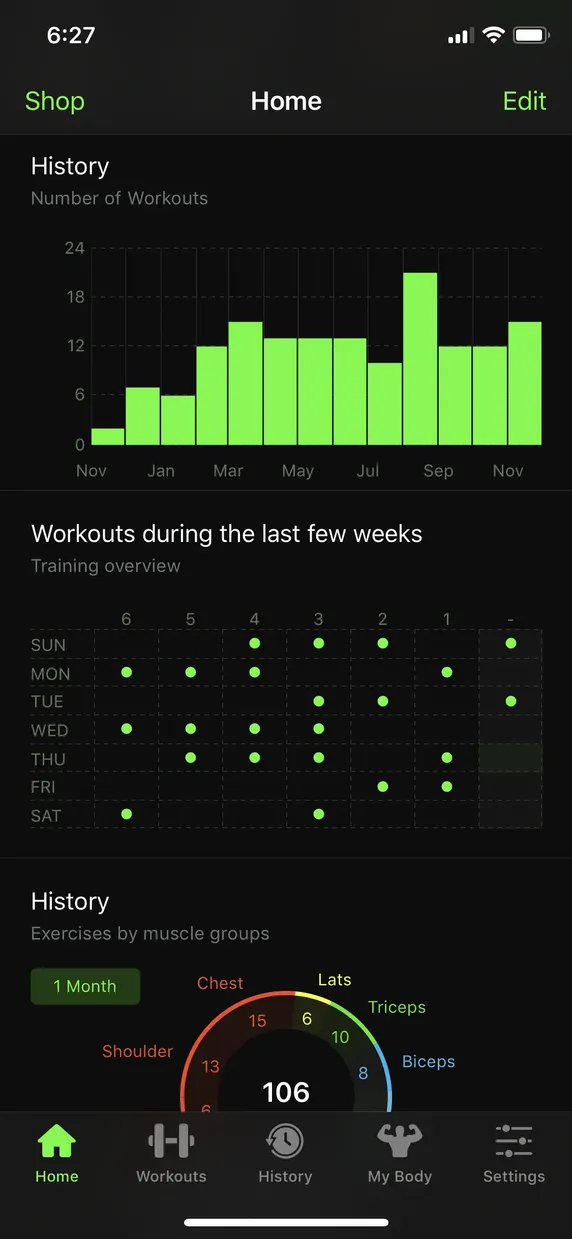 6:27
Shop Home Edit
History
Number of Workouts
24
18
12
6
0
Nov Jan Mar May Jul Sep Nov
Workouts during the last few weeks
Training overview
6 5 4 3 2 1 -
SUN
MON
TUE
WED
THU
FRI
SAT
History
Exercises by muscle groups
1 Month
Chest
Lats
Triceps
Shoulder
Biceps
15
6
10
13
8
106
6
Home Workouts History My Body Settings